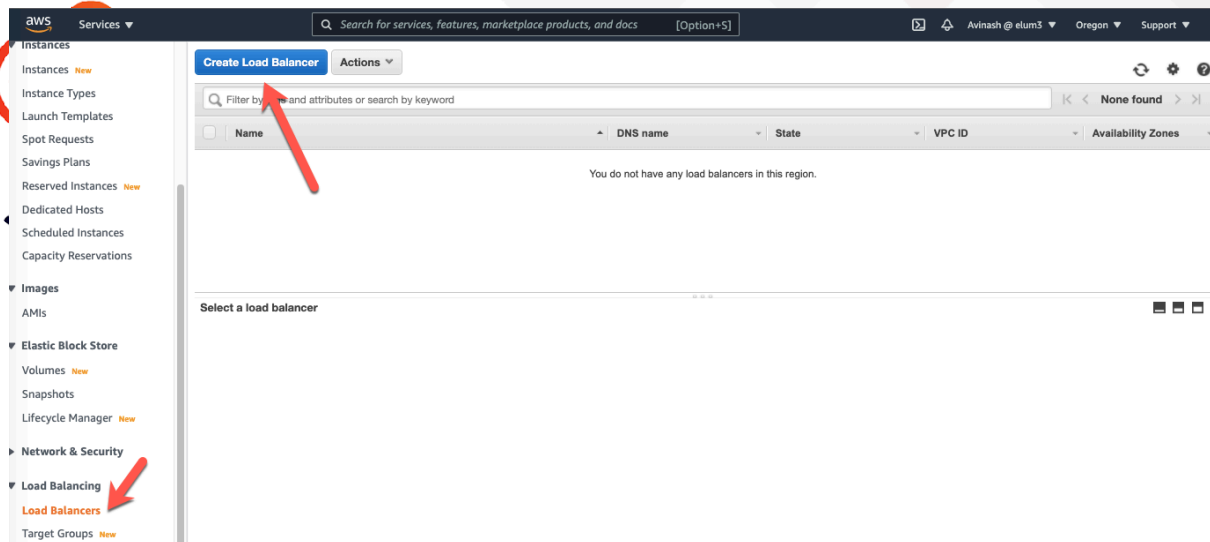 aws Services Search for services, features, marketplace products, and docs [Option+S] Avinash @ elum3 Oregon Support
Instances
Instances New
Instance Types
Launch Templates
Spot Requests
Savings Plans
Reserved Instances New
Dedicated Hosts
Scheduled Instances
Capacity Reservations
Images
AMIs
Elastic Block Store
Volumes New
Snapshots
Lifecycle Manager New
Network & Security
Load Balancing
Load Balancers
Target Groups New
Create Load Balancer Actions
Filter by and attributes or search by keyword None found
Name DNS name State VPC ID Availability Zones
You do not have any load balancers in this region.
Select a load balancer